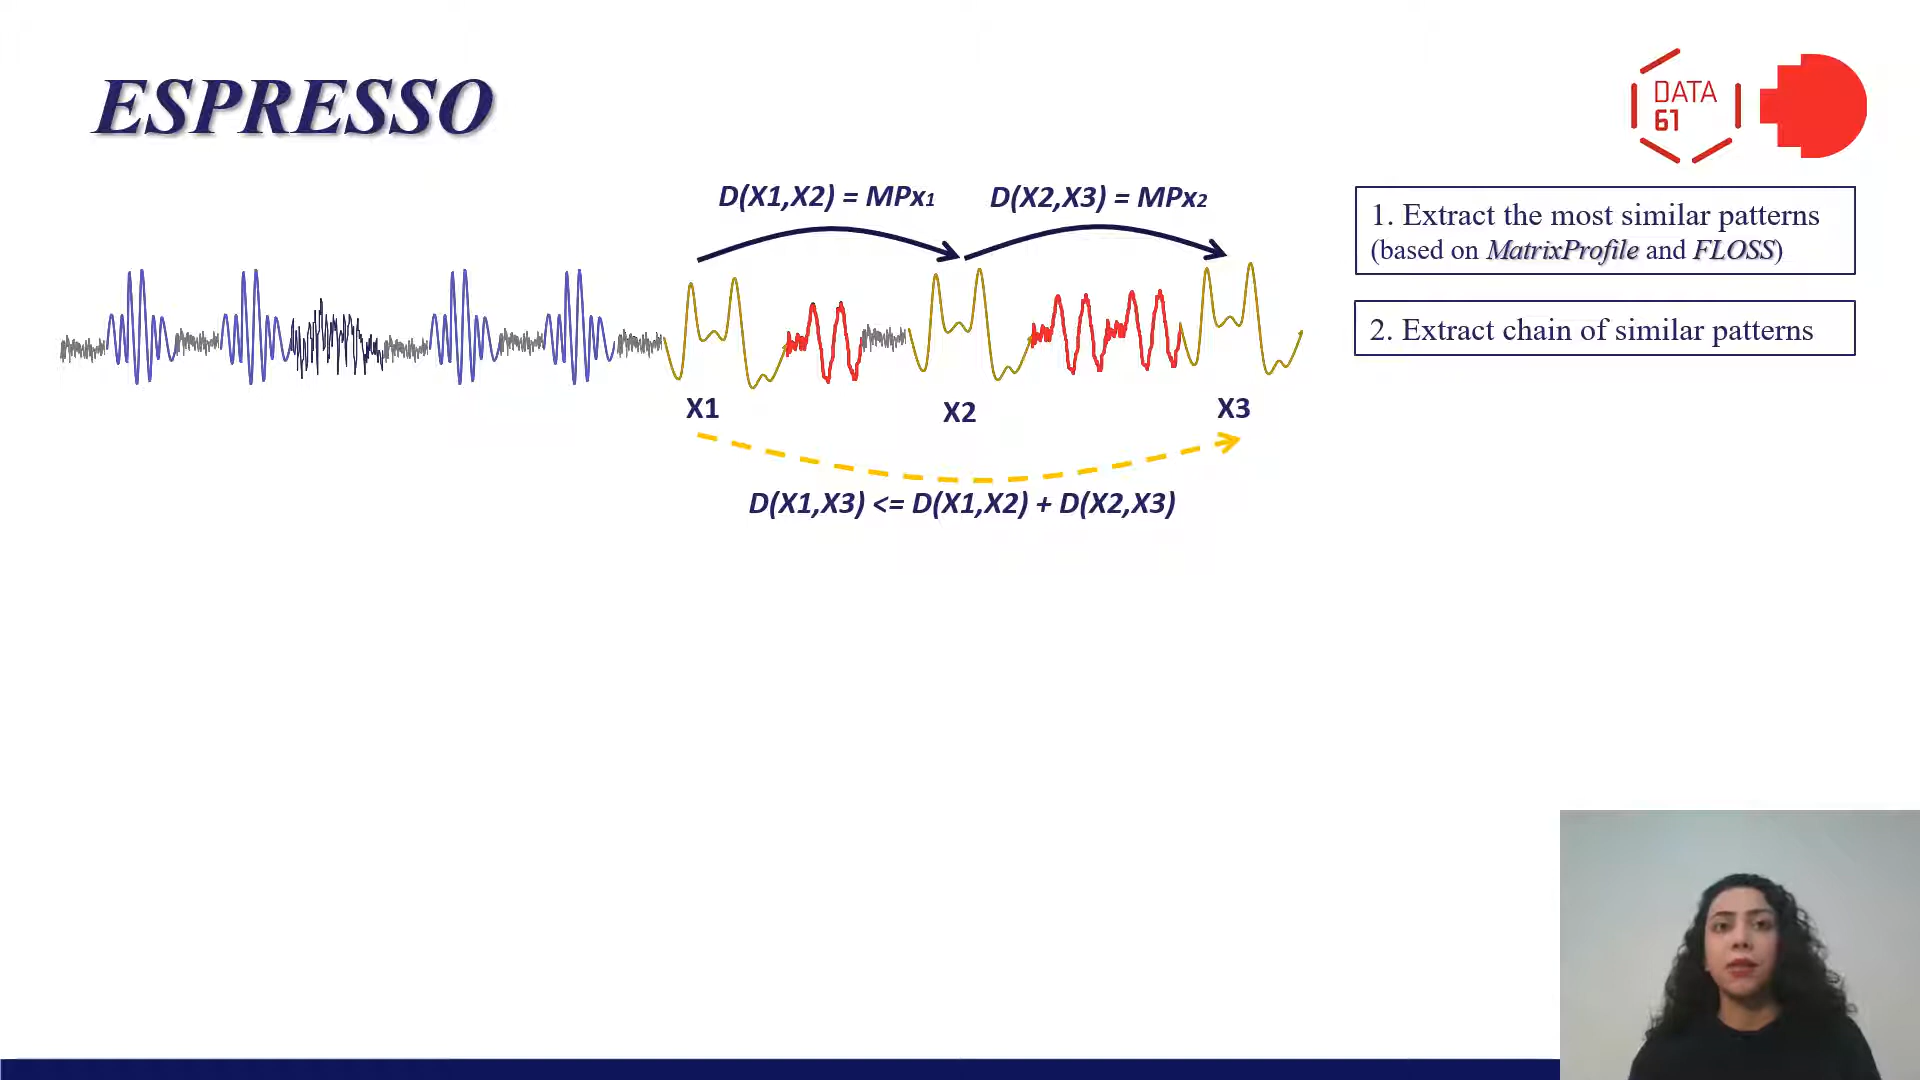 ESPRESSO
DATA
61
D(X1,X2) = MPx1
D(X2,X3) = MPx2
1. Extract the most similar patterns
(based on MatrixProfile and FLOSS)
2. Extract chain of similar patterns
X1
X2
X3
D(X1,X3) <= D(X1,X2) + D(X2,X3)